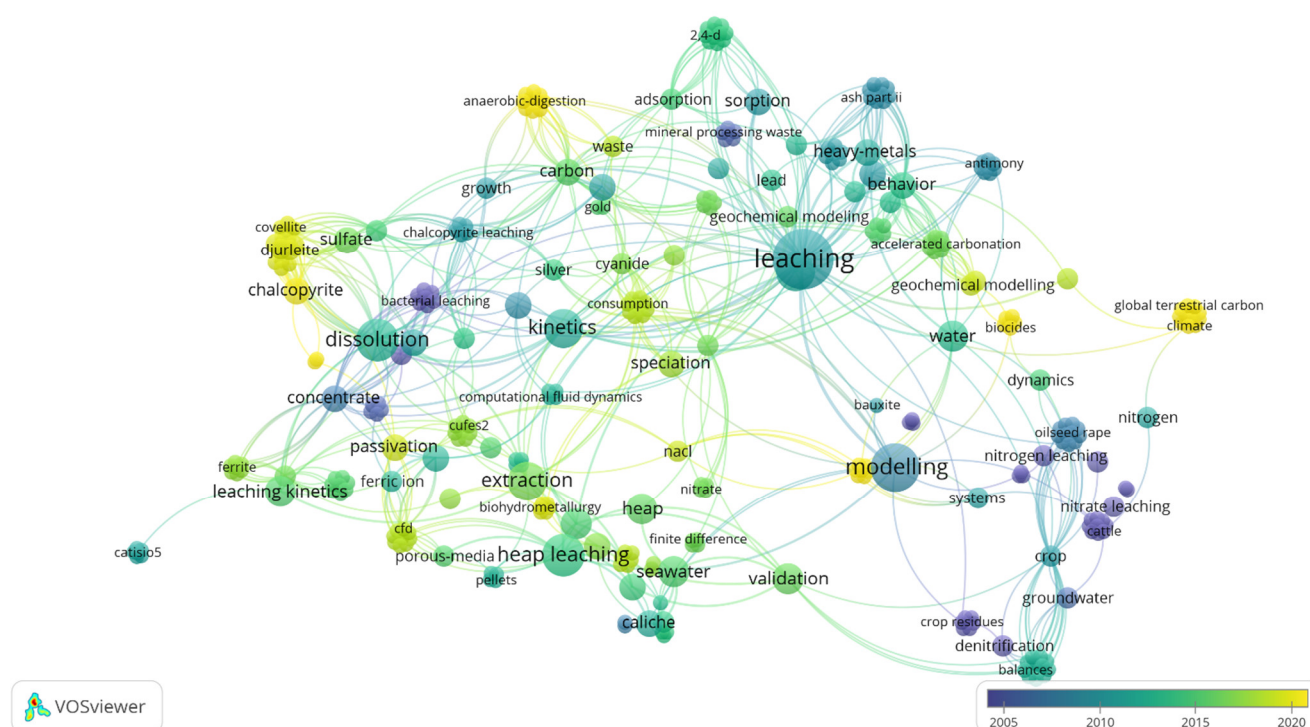 2,4-d
anaerobic-digestion
adsorption
sorption
ash part ii
mineral processing waste
waste
heavy-metals
antimony
carbon
lead
behavior
growth
gold
geochemical modeling
covellite
sulfate
chalcopyrite leaching
djurleite
accelerated carbonation
leaching
silver
cyanide
chalcopyrite
geochemical modelling
bacterial leaching
consumption
global terrestrial carbon
climate
dissolution
kinetics
biocides
water
speciation
dynamics
concentrate
computational fluid dynamics
bauxite
nitrogen
cufes2
oilseed rape
passivation
nacl
nitrogen leaching
ferrite
modelling
leaching kinetics
ferric ion
extraction
nitrate
systems
biohydrometallurgy
heap
nitrate leaching
cfd
cattle
finite difference
catisio5
porous-media
heap leaching
crop
pellets
seawater
validation
groundwater
caliche
crop residues
denitrification
balances
VOSviewer
2005
2010
2015
2020